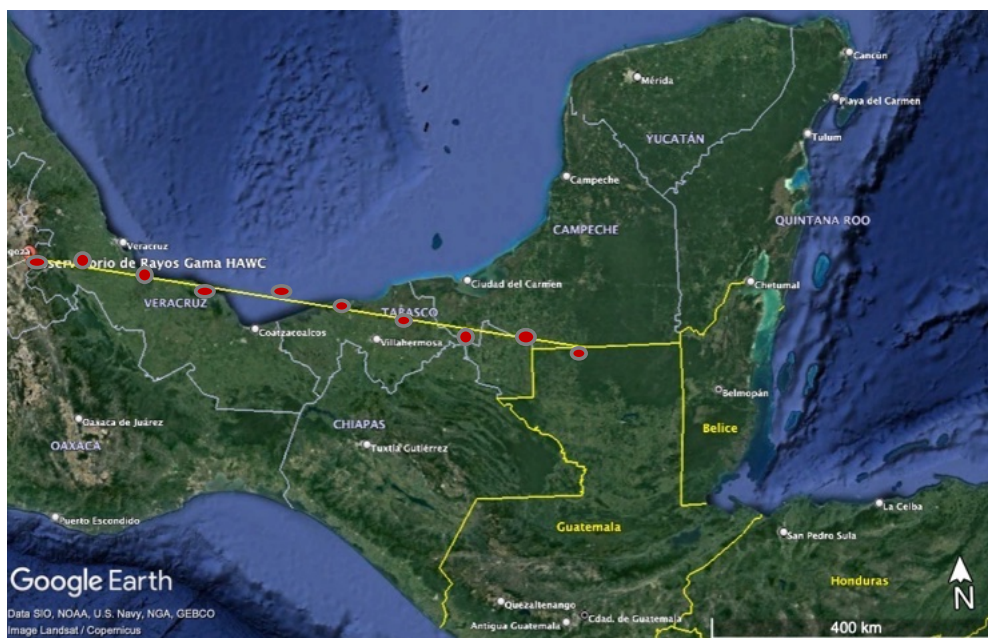 Cancún
Mérida
Playa del Carmen
YUCATÁN
Tulum
Campeche
CAMPECHE
QUINTANA ROO
Veracruz
goza
servatorio de Rayos Gama HAWC
Ciudad del Carmen
Chetumal
VERACRUZ
TABASCO
Coatzacoalcos
Villahermosa
Belmopán
Oaxaca de Juárez
CHIAPAS
Belice
OAXACA
Tuxtla Gutiérrez
Puerto Escondido
La Ceiba
Guatemala
San Pedro Sula
Google Earth
Honduras
N
Data SIO, NOAA, U.S. Navy, NGA, GEBCO
Quezaltenango
Cdad. de Guatemala
Antigua Guatemala
400 km
Image Landsat / Copernicus